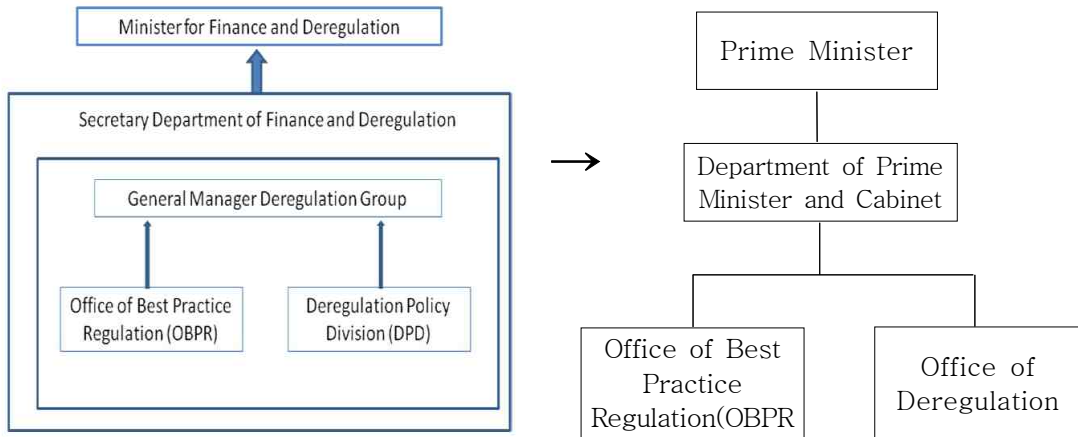 Minister for Finance and Deregulation
Secretary Department of Finance and Deregulation
General Manager Deregulation Group
Office of Best Practice
Regulation (OBPR)
Deregulation Policy
Division (DPD)
→
Prime Minister
Department of Prime
Minister and Cabinet
Office of Best
Practice
Regulation(OBPR
Office of
Deregulation